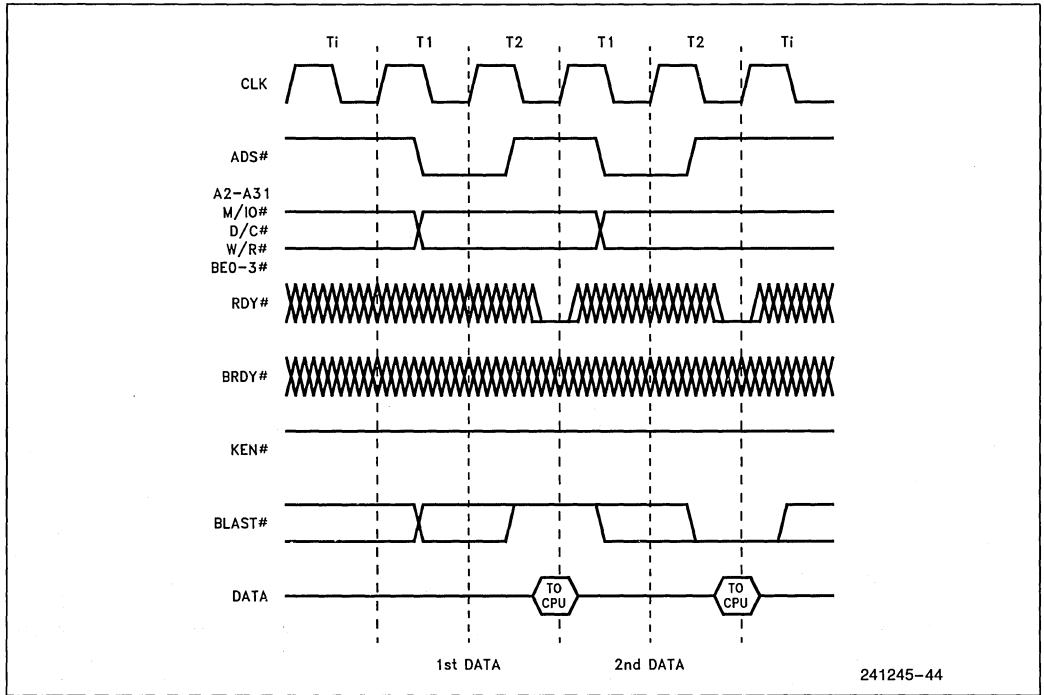 Ti T1 T2 T1 T2 Ti
CLK
ADS#
A2–A31
M/IO#
D/C#
W/R#
BE0–3#
RDY#
BRDY#
KEN#
BLAST#
DATA
TO
CPU
TO
CPU
1st DATA 2nd DATA
241245–44